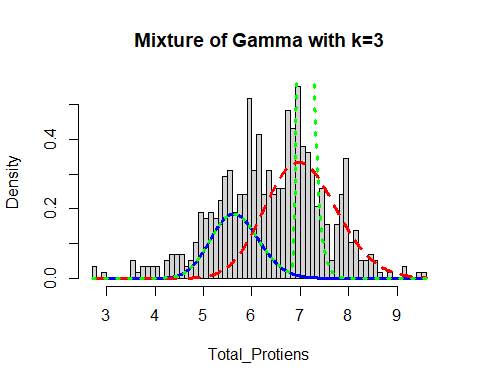 Mixture of Gamma with k=3
Density
0.0
0.2
0.4
3 4 5 6 7 8 9
Total_Protiens